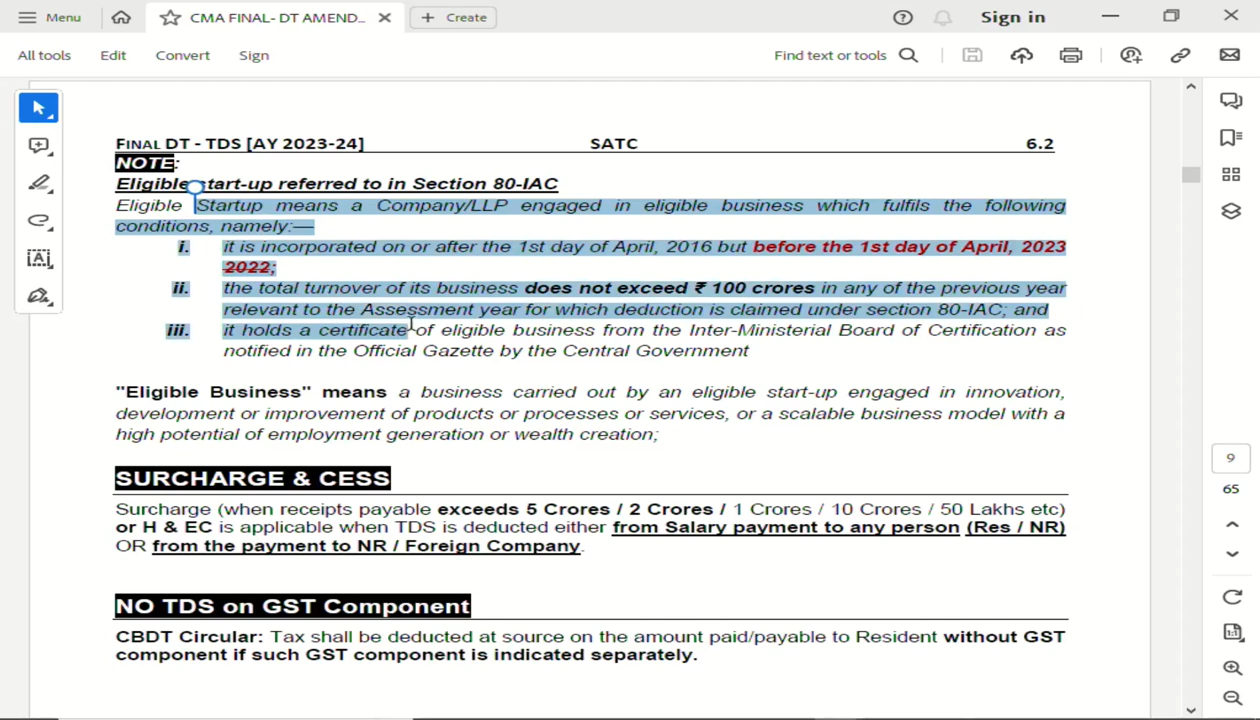 Menu
CMA FINAL- DT AMEND...
Create
Sign in
All tools
Edit
Convert
Sign
Find text or tools
FINAL DT - TDS [AY 2023-24] SATC 6.2
NOTE:
Eligible start-up referred to in Section 80-IAC
Eligible Startup means a Company/LLP engaged in eligible business which fulfils the following
conditions, namely:—
i. it is incorporated on or after the 1st day of April, 2016 but before the 1st day of April, 2023
2022;
ii. the total turnover of its business does not exceed ₹ 100 crores in any of the previous year
relevant to the Assessment year for which deduction is claimed under section 80-IAC; and
iii. it holds a certificate of eligible business from the Inter-Ministerial Board of Certification as
notified in the Official Gazette by the Central Government
"Eligible Business" means a business carried out by an eligible start-up engaged in innovation,
development or improvement of products or processes or services, or a scalable business model with a
high potential of employment generation or wealth creation;
SURCHARGE & CESS
Surcharge (when receipts payable exceeds 5 Crores / 2 Crores / 1 Crores / 10 Crores / 50 Lakhs etc)
or H & EC is applicable when TDS is deducted either from Salary payment to any person (Res / NR)
OR from the payment to NR / Foreign Company.
NO TDS on GST Component
CBDT Circular: Tax shall be deducted at source on the amount paid/payable to Resident without GST
component if such GST component is indicated separately.
9
65